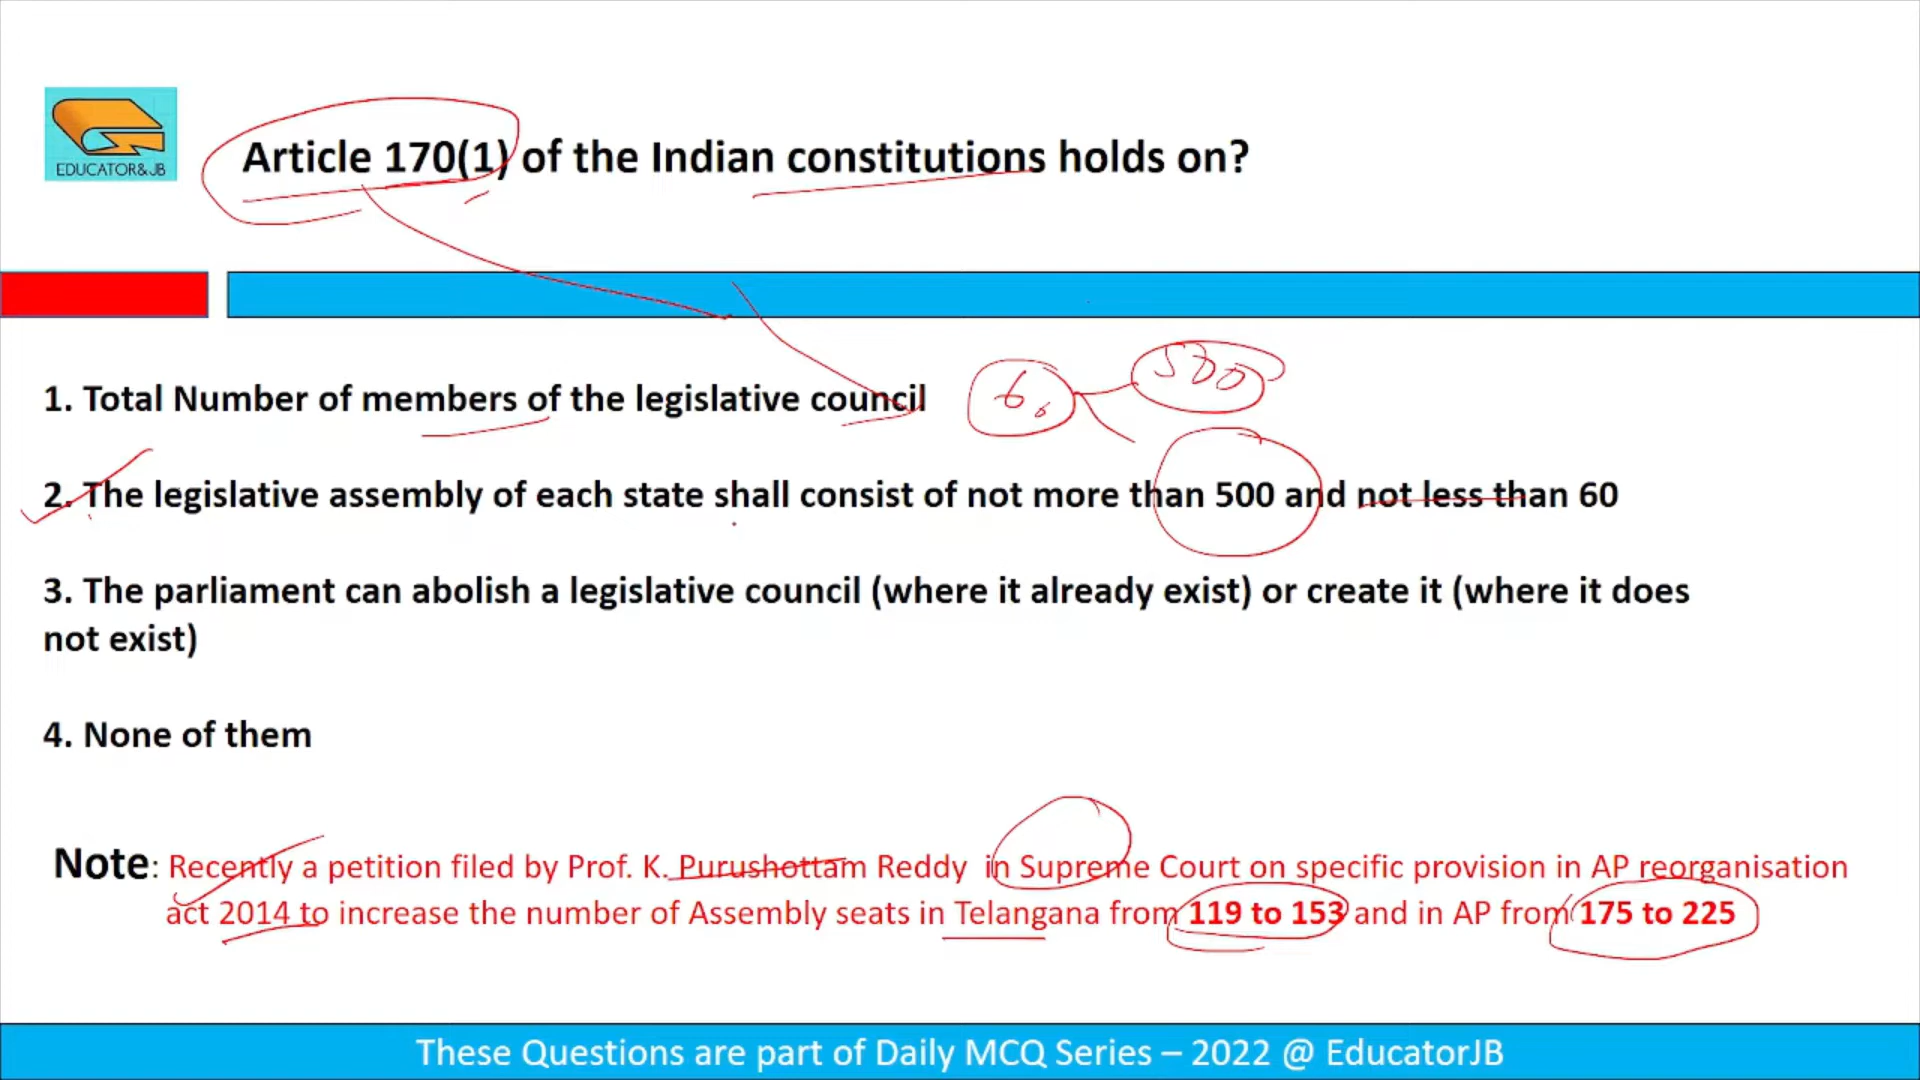 EDUCATOR&JB
Article 170(1) of the Indian constitutions holds on?
1. Total Number of members of the legislative council
60
500
2. The legislative assembly of each state shall consist of not more than 500 and not less than 60
3. The parliament can abolish a legislative council (where it already exist) or create it (where it does
not exist)
4. None of them
Note: Recently a petition filed by Prof. K. Purushottam Reddy in Supreme Court on specific provision in AP reorganisation
act 2014 to increase the number of Assembly seats in Telangana from 119 to 153 and in AP from 175 to 225
These Questions are part of Daily MCQ Series – 2022 @ EducatorJB